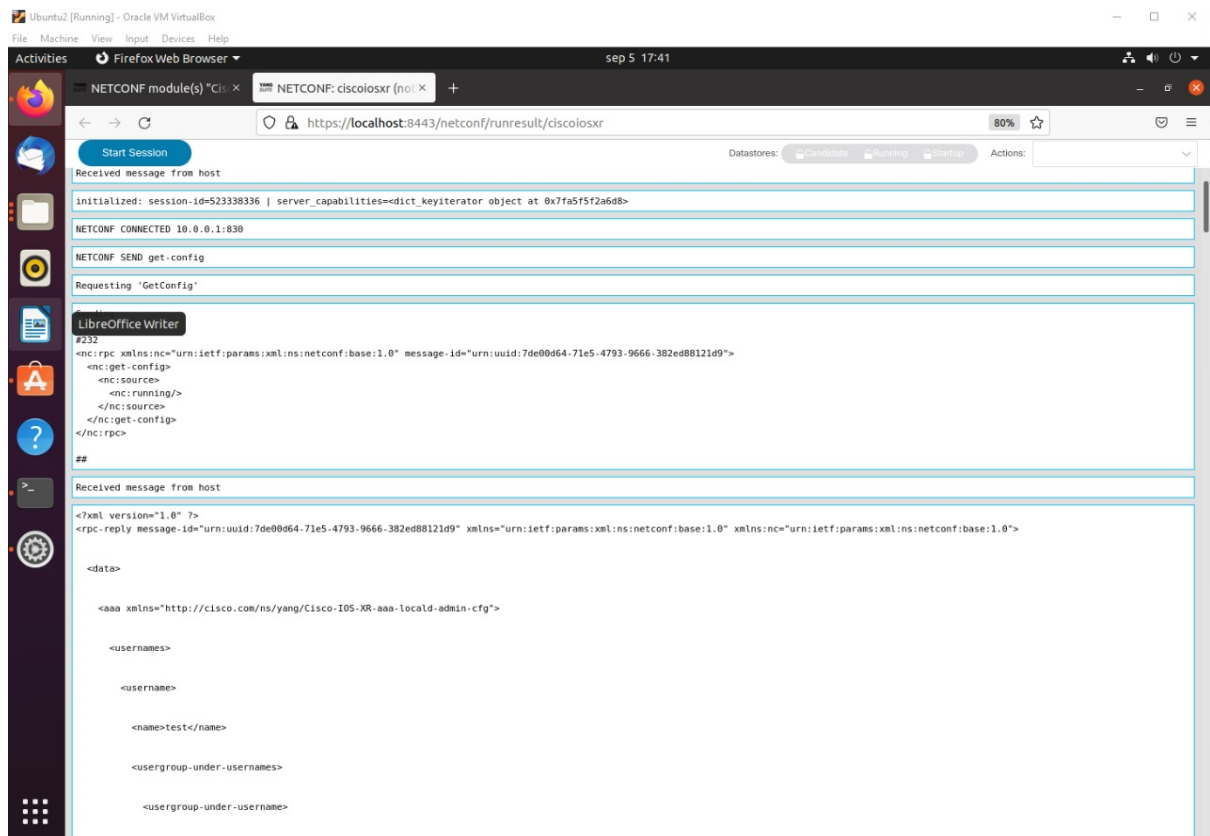 Ubuntu2 [Running] - Oracle VM VirtualBox
File Machine View Input Devices Help
Activities Firefox Web Browser sep 5 17:41
NETCONF module(s) "Cis
YANG SUITE NETCONF: ciscoiosxr (not
https://localhost:8443/netconf/runresult/ciscoiosxr 80%
Start Session Datastores: Candidate Running Startup Actions:
Received message from host
initialized: session-id=523338336 | server_capabilities=<dict_keyiterator object at 0x7fa5f5f2a6d8>
NETCONF CONNECTED 10.0.0.1:830
NETCONF SEND get-config
Requesting 'GetConfig'
LibreOffice Writer
#232
<nc:rpc xmlns:nc="urn:ietf:params:xml:ns:netconf:base:1.0" message-id="urn:uuid:7de00d64-71e5-4793-9666-382ed88121d9">
<nc:get-config>
<nc:source>
<nc:running/>
</nc:source>
</nc:get-config>
</nc:rpc>
##
Received message from host
<?xml version="1.0" ?>
<rpc-reply message-id="urn:uuid:7de00d64-71e5-4793-9666-382ed88121d9" xmlns="urn:ietf:params:xml:ns:netconf:base:1.0" xmlns:nc="urn:ietf:params:xml:ns:netconf:base:1.0">
<data>
<aaa xmlns="http://cisco.com/ns/yang/Cisco-IOS-XR-aaa-locald-admin-cfg">
<usernames>
<username>
<name>test</name>
<usergroup-under-usernames>
<usergroup-under-username>